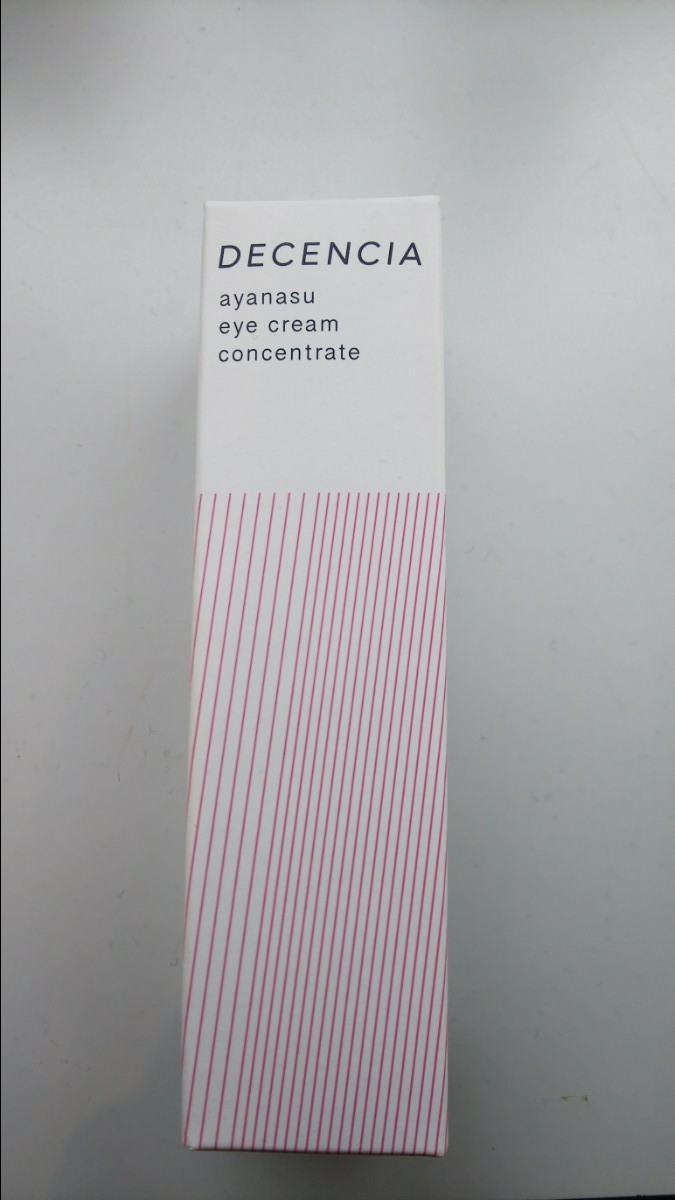 DECENCIA
ayanasu
eye cream
concentrate